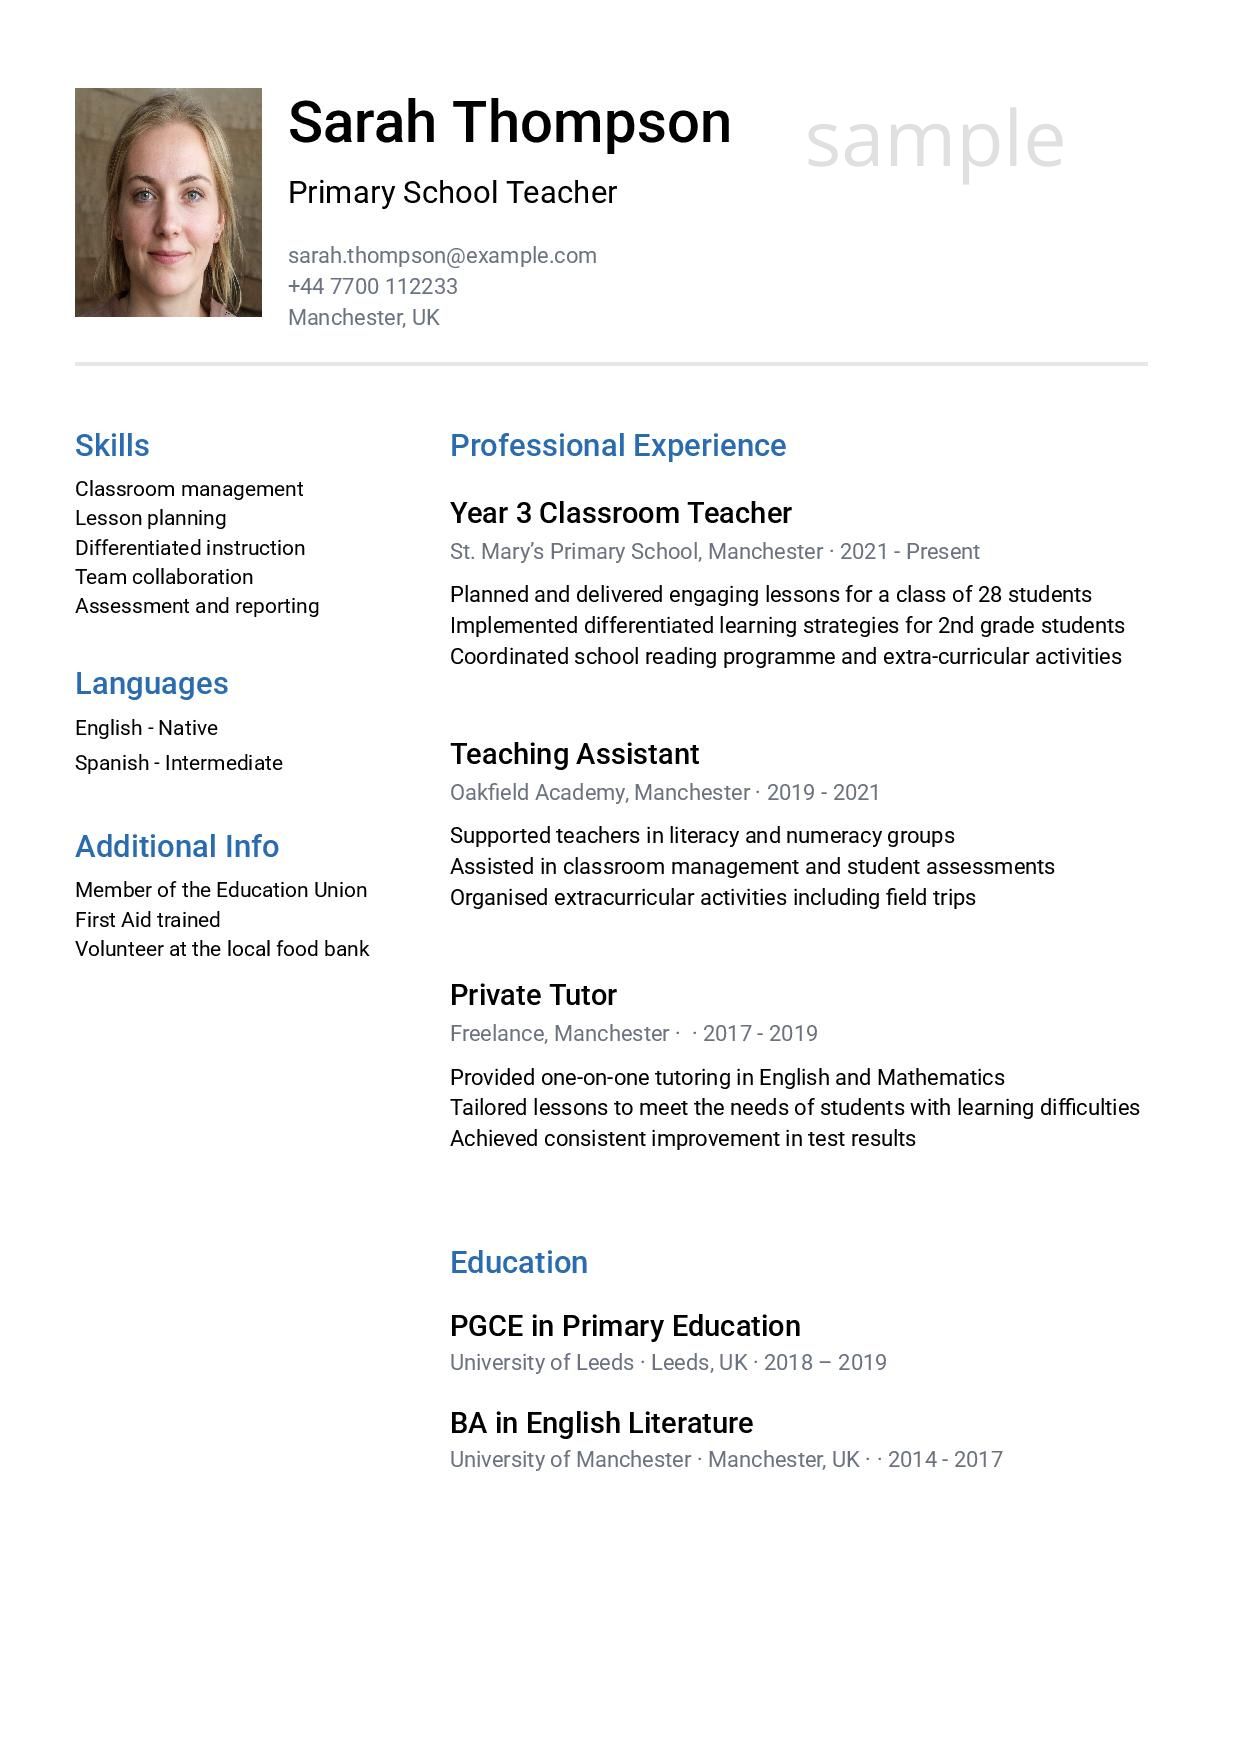 Sarah Thompson
sample
Primary School Teacher
sarah.thompson@example.com
+44 7700 112233
Manchester, UK
Skills
Classroom management
Lesson planning
Differentiated instruction
Team collaboration
Assessment and reporting
Languages
English - Native
Spanish - Intermediate
Additional Info
Member of the Education Union
First Aid trained
Volunteer at the local food bank
Professional Experience
Year 3 Classroom Teacher
St. Mary’s Primary School, Manchester · 2021 - Present
Planned and delivered engaging lessons for a class of 28 students
Implemented differentiated learning strategies for 2nd grade students
Coordinated school reading programme and extra-curricular activities
Teaching Assistant
Oakfield Academy, Manchester · 2019 - 2021
Supported teachers in literacy and numeracy groups
Assisted in classroom management and student assessments
Organised extracurricular activities including field trips
Private Tutor
Freelance, Manchester · · 2017 - 2019
Provided one-on-one tutoring in English and Mathematics
Tailored lessons to meet the needs of students with learning difficulties
Achieved consistent improvement in test results
Education
PGCE in Primary Education
University of Leeds · Leeds, UK · 2018 – 2019
BA in English Literature
University of Manchester · Manchester, UK · · 2014 - 2017